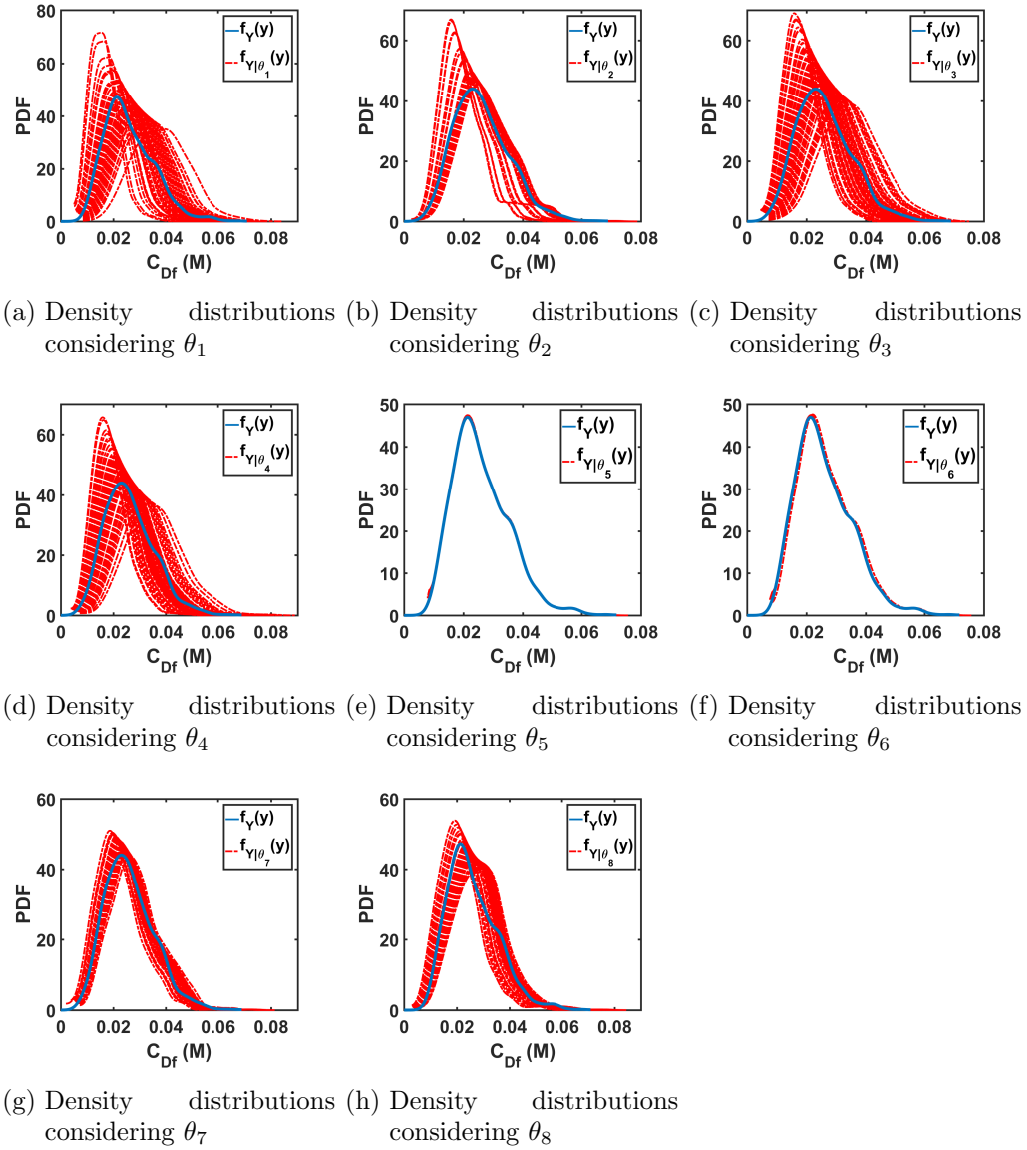 80
60
40
20
0
0 0.02 0.04 0.06 0.08
PDF
C_Df (M)
f_Y(y)
f_Y|θ_1(y)
60
40
20
0
0 0.02 0.04 0.06 0.08
PDF
C_Df (M)
f_Y(y)
f_Y|θ_2(y)
60
40
20
0
0 0.02 0.04 0.06 0.08
PDF
C_Df (M)
f_Y(y)
f_Y|θ_3(y)
(a) Density distributions (b) Density distributions (c) Density distributions
considering θ_1 considering θ_2 considering θ_3
60
40
20
0
0 0.02 0.04 0.06 0.08
PDF
C_Df (M)
f_Y(y)
f_Y|θ_4(y)
50
40
30
20
10
0
0 0.02 0.04 0.06 0.08
PDF
C_Df (M)
f_Y(y)
f_Y|θ_5(y)
50
40
30
20
10
0
0 0.02 0.04 0.06 0.08
PDF
C_Df (M)
f_Y(y)
f_Y|θ_6(y)
(d) Density distributions (e) Density distributions (f) Density distributions
considering θ_4 considering θ_5 considering θ_6
60
40
20
0
0 0.02 0.04 0.06 0.08
PDF
C_Df (M)
f_Y(y)
f_Y|θ_7(y)
60
40
20
0
0 0.02 0.04 0.06 0.08
PDF
C_Df (M)
f_Y(y)
f_Y|θ_8(y)
(g) Density distributions (h) Density distributions
considering θ_7 considering θ_8